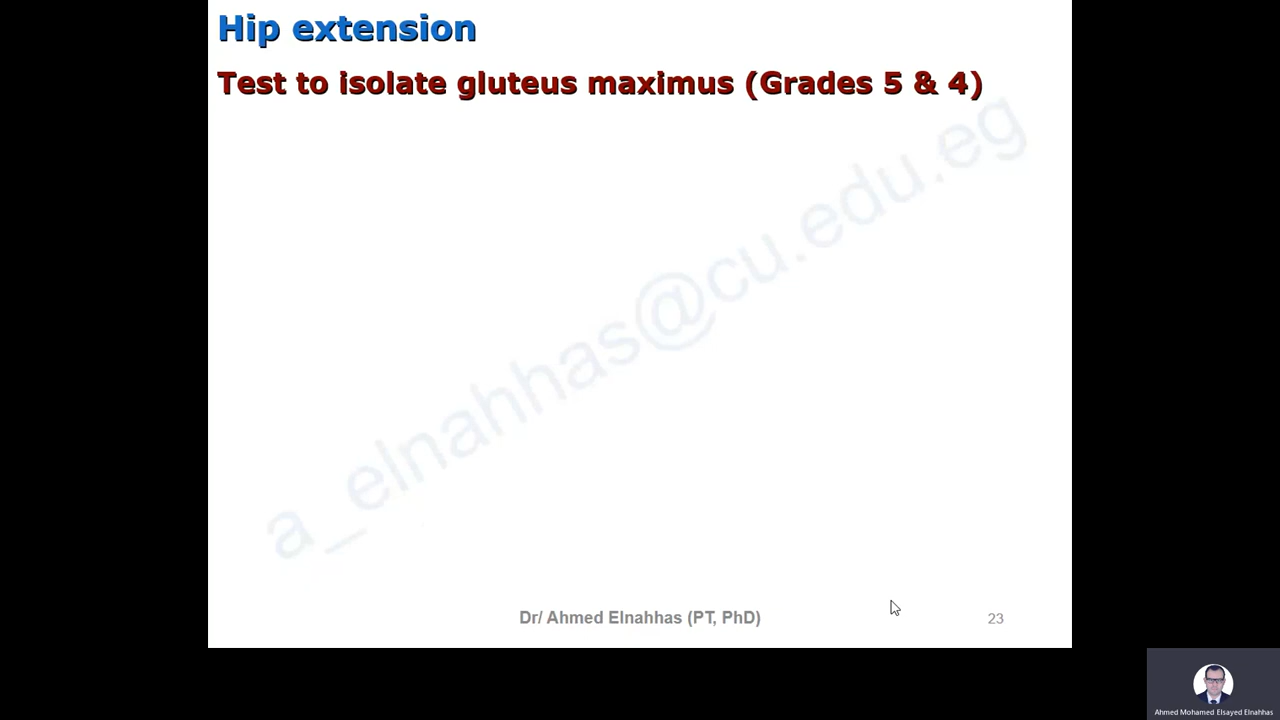 Hip extension
Test to isolate gluteus maximus (Grades 5 & 4)
a_elnahhas@cu.edu.eg
Dr/ Ahmed Elnahhas (PT, PhD)
23
Ahmed Mohamed Elsayed Elnahhas